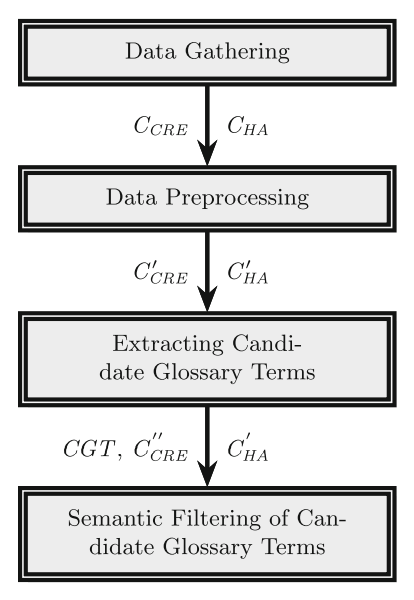 Data Gathering
C_CRE C_HA
Data Preprocessing
C'_CRE C'_HA
Extracting Candi-
date Glossary Terms
CGT, C''_CRE C'_HA
Semantic Filtering of Can-
didate Glossary Terms